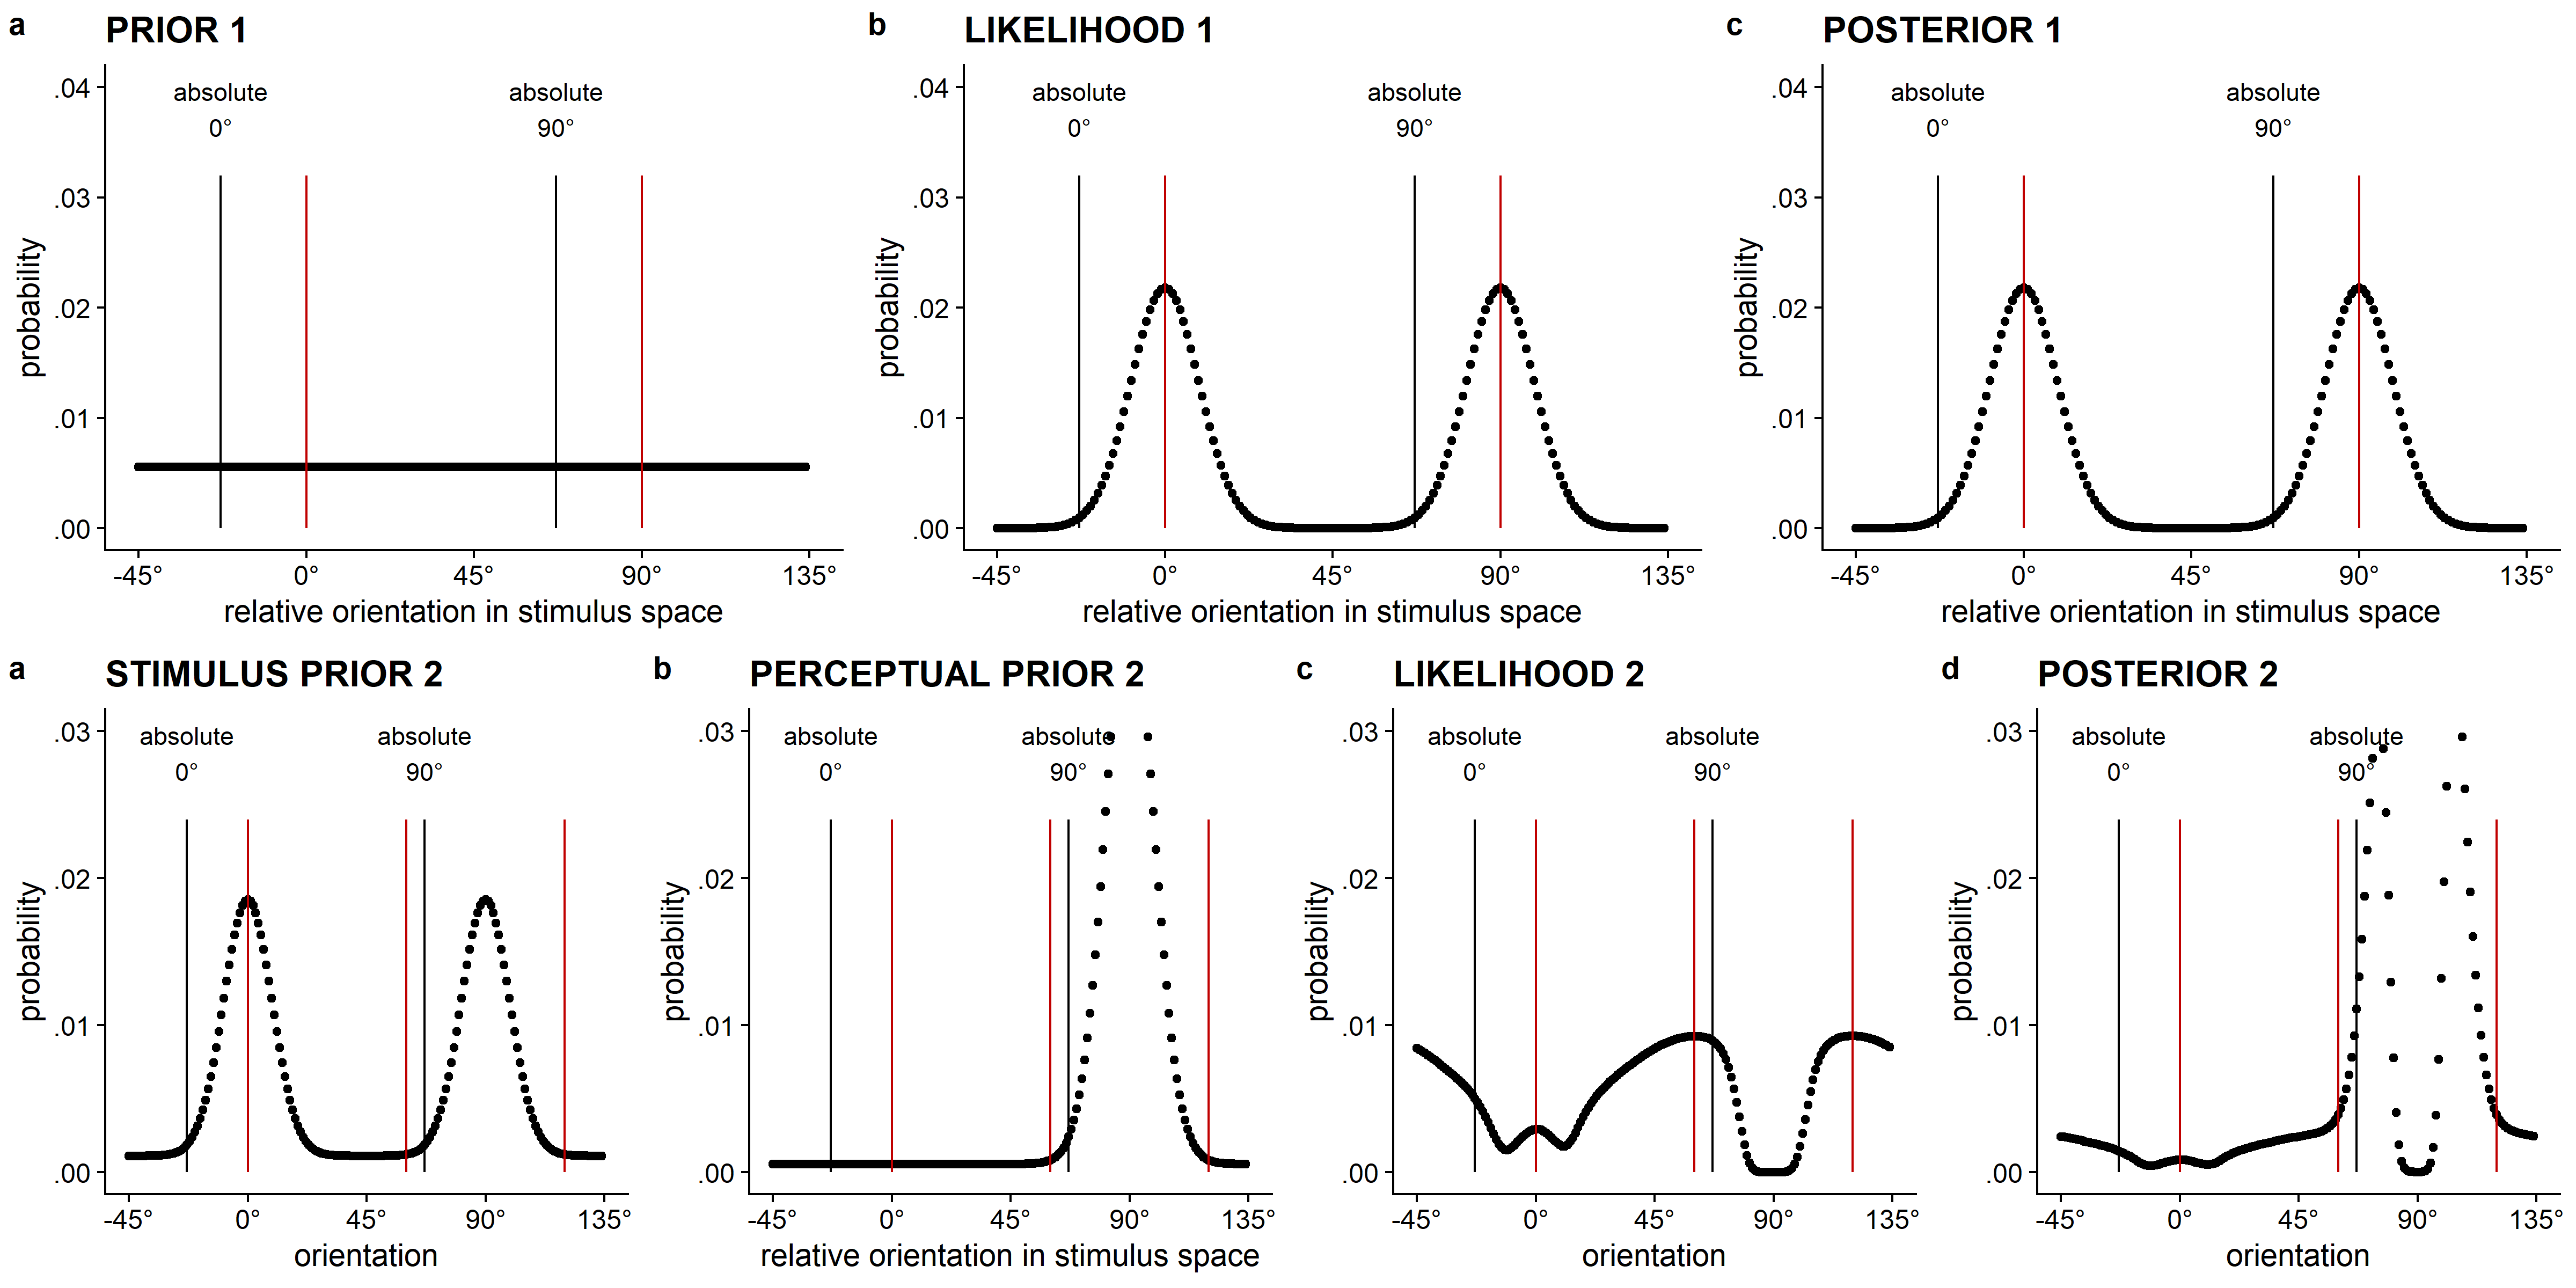 a PRIOR 1
.04
.03
.02
.01
.00
absolute
0°
absolute
90°
probability
-45° 0° 45° 90° 135°
relative orientation in stimulus space
b LIKELIHOOD 1
.04
.03
.02
.01
.00
absolute
0°
absolute
90°
probability
-45° 0° 45° 90° 135°
relative orientation in stimulus space
c POSTERIOR 1
.04
.03
.02
.01
.00
absolute
0°
absolute
90°
probability
-45° 0° 45° 90° 135°
relative orientation in stimulus space
a STIMULUS PRIOR 2
.03
.02
.01
.00
absolute
0°
absolute
90°
probability
-45° 0° 45° 90° 135°
orientation
b PERCEPTUAL PRIOR 2
.03
.02
.01
.00
absolute
0°
absolute
90°
probability
-45° 0° 45° 90° 135°
relative orientation in stimulus space
c LIKELIHOOD 2
.03
.02
.01
.00
absolute
0°
absolute
90°
probability
-45° 0° 45° 90° 135°
orientation
d POSTERIOR 2
.03
.02
.01
.00
absolute
0°
absolute
90°
probability
-45° 0° 45° 90° 135°
orientation